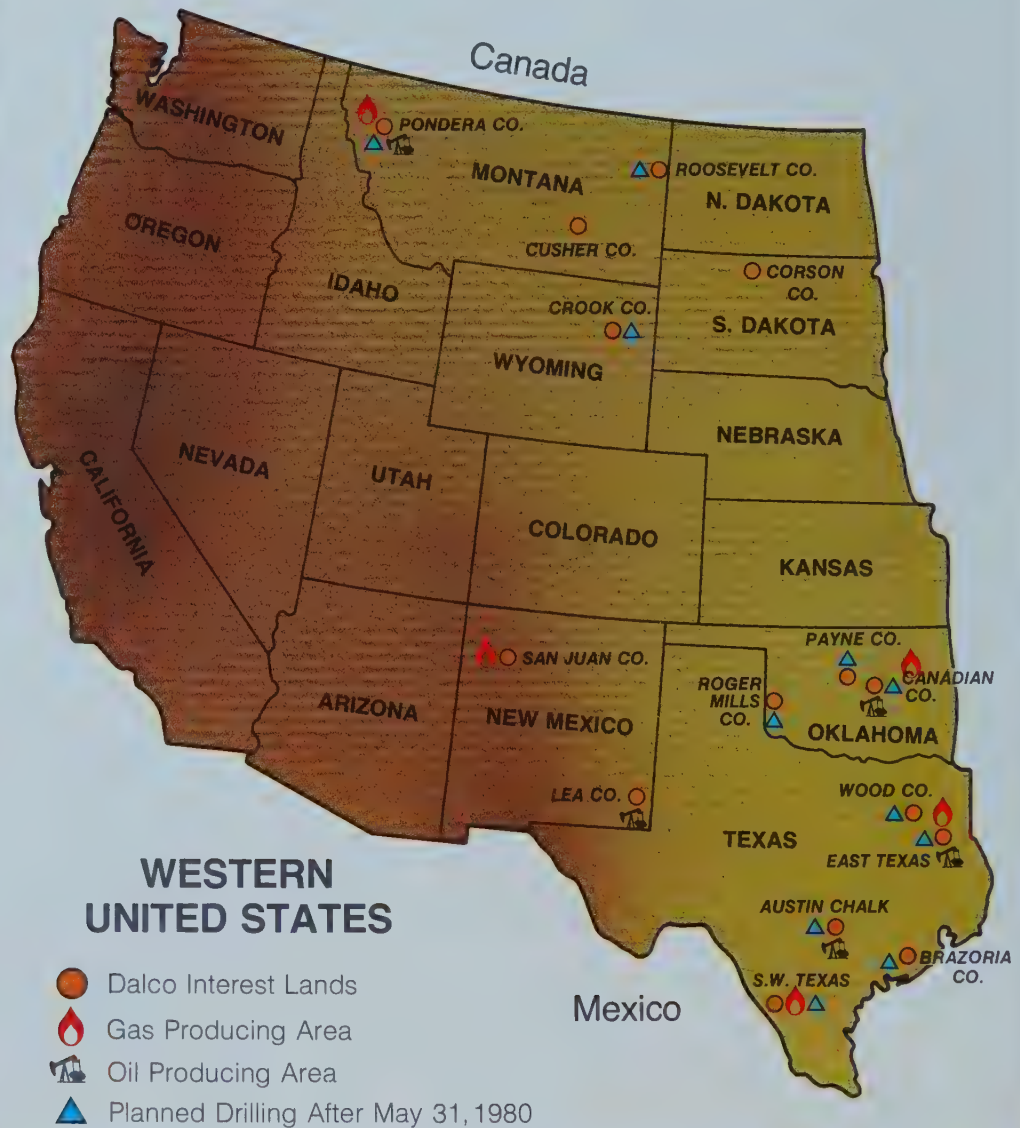 Canada
WASHINGTON
PONDERA CO.
MONTANA
ROOSEVELT CO.
N. DAKOTA
OREGON
CUSHER CO.
CORSON
CO.
IDAHO
CROOK CO.
S. DAKOTA
WYOMING
NEBRASKA
NEVADA
UTAH
CALIFORNIA
COLORADO
KANSAS
PAYNE CO.
SAN JUAN CO.
CANADIAN
CO.
ROGER
MILLS
CO.
ARIZONA
NEW MEXICO
OKLAHOMA
LEA CO.
WOOD CO.
TEXAS
EAST TEXAS
AUSTIN CHALK
BRAZORIA
CO.
S.W. TEXAS
Mexico
WESTERN
UNITED STATES
Dalco Interest Lands
Gas Producing Area
Oil Producing Area
Planned Drilling After May 31, 1980